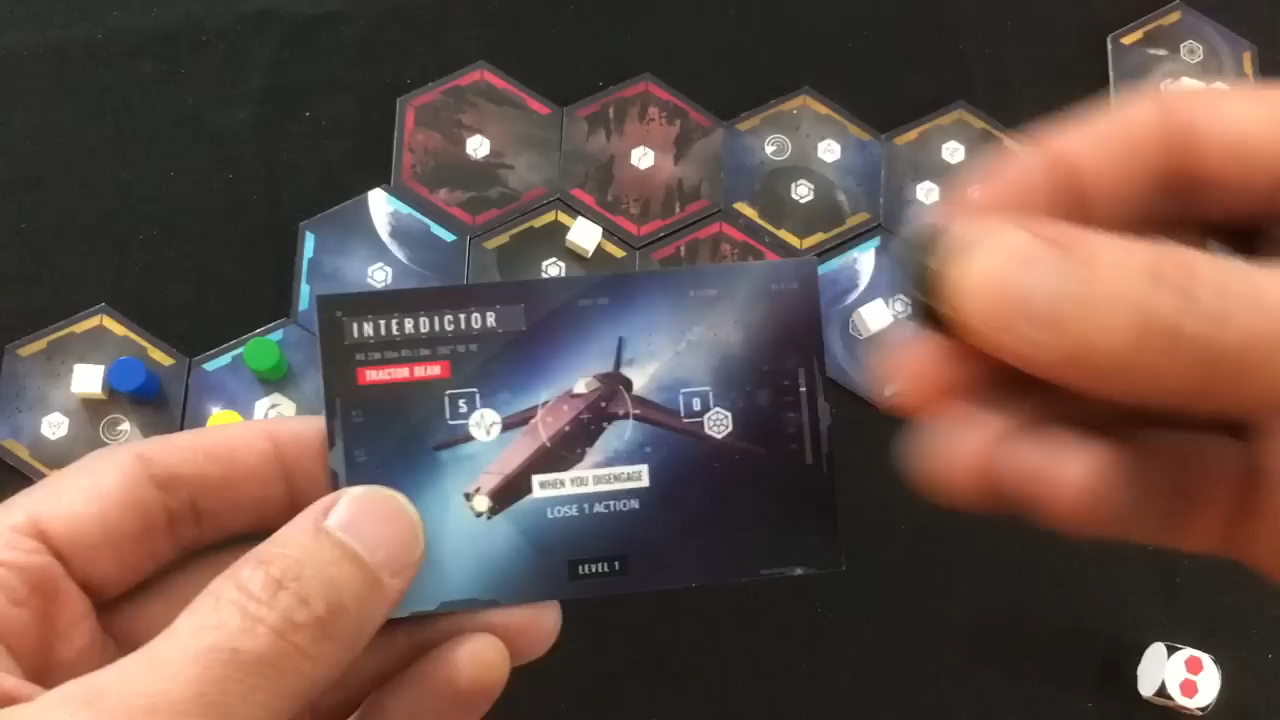 INTERDICTOR
TRACTOR BEAM
5
0
WHEN YOU DISENGAGE
LOSE 1 ACTION
LEVEL 1